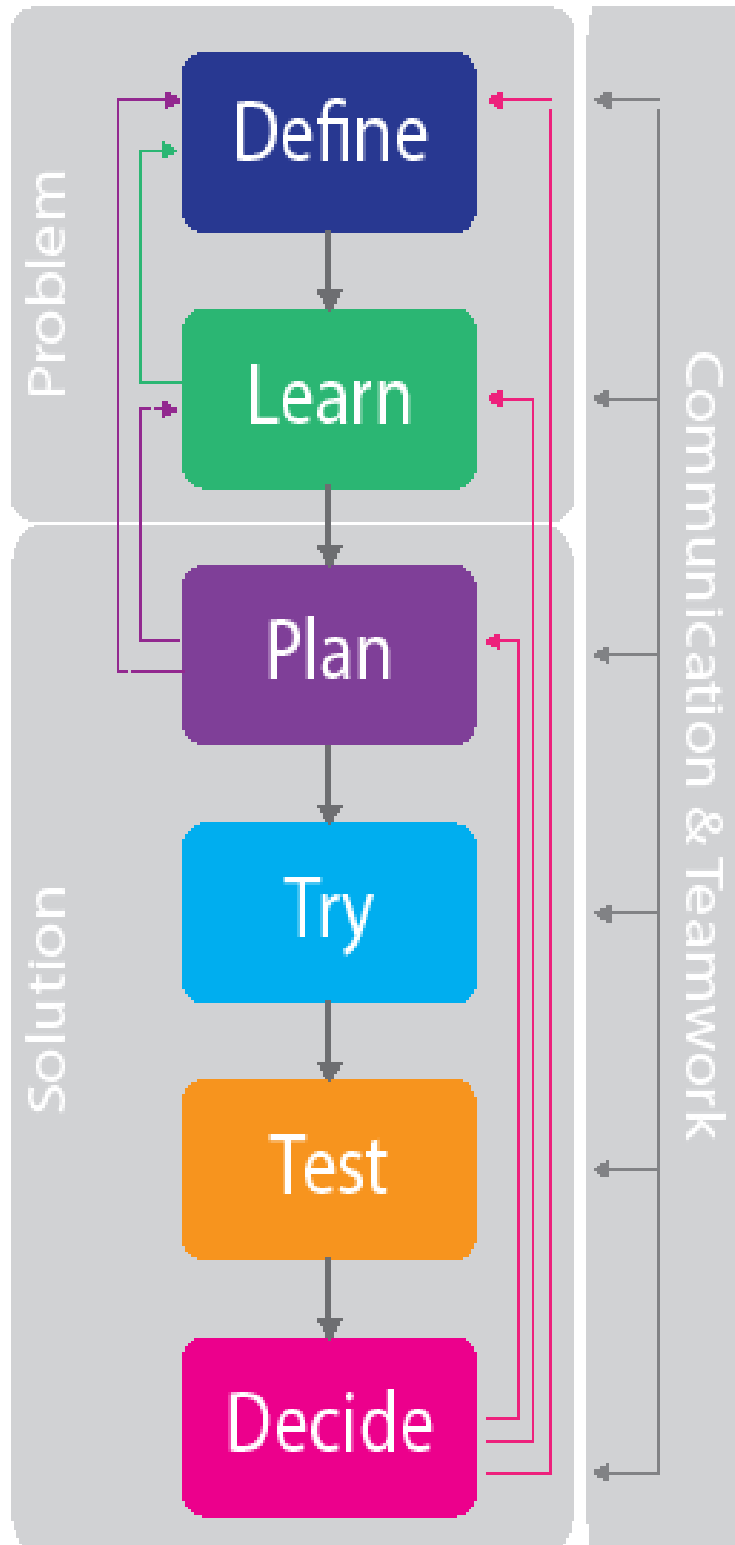 Problem
Define
Learn
Solution
Plan
Try
Test
Decide
Communication & Teamwork